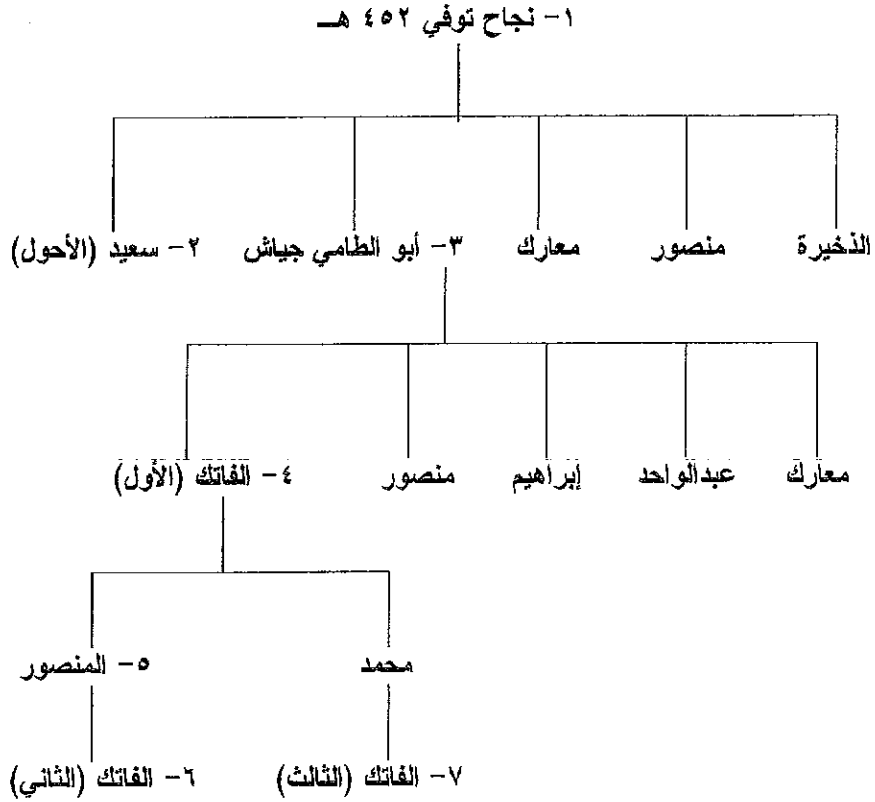 ١- نجاح توفي ٤٥٢ هـــ
الذخيرة منصور معارك ٣- أبو الطامي جياش ٢- سعيد (الأحول)
معارك عبدالواحد إبراهيم منصور ٤- الفاتك (الأول)
محمد ٥- المنصور
٧- الفاتك (الثالث) ٦- الفاتك (الثاني)